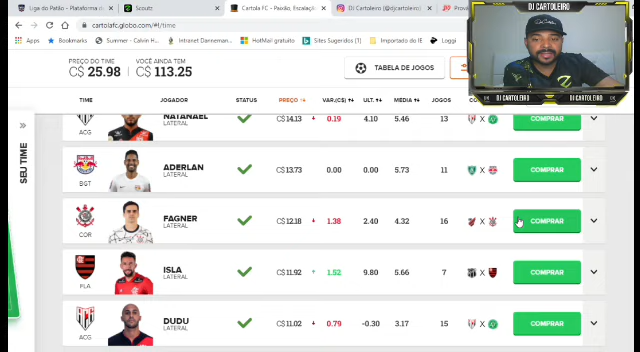 Liga do Patão - Plataforma d
Scoutz
Cartola FC - Paixão, Escalação
DJ Cartoleiro (@djcartoleiro)
cartolafc.globo.com/#!/time
Apps
Bookmarks
Bradesco
Summer - Calvin H...
Intranet Danneman...
HotMail gratuito
Sites Sugeridos (1)
Importado do IE
Loggi
DJ CARTOLEIRO
PREÇO DO TIME
C$ 25.98
VOCÊ AINDA TEM
C$ 113.25
TABELA DE JOGOS
DJ CARTOLEIRO
DJ CARTOLEIRO
TIME JOGADOR STATUS PREÇO VAR.(C$) ÚLT. MÉDIA JOGOS
SEU TIME
ACG NATANAEL LATERAL C$ 14.13 0.19 4.10 5.46 13 X COMPRAR
BGT ADERLAN LATERAL C$ 13.73 0.00 0.00 5.73 11 X COMPRAR
COR FAGNER LATERAL C$ 12.18 1.38 2.40 4.32 16 X COMPRAR
FLA ISLA LATERAL C$ 11.92 1.52 9.80 5.66 7 X COMPRAR
ACG DUDU LATERAL C$ 11.02 0.79 -0.30 3.17 15 X COMPRAR